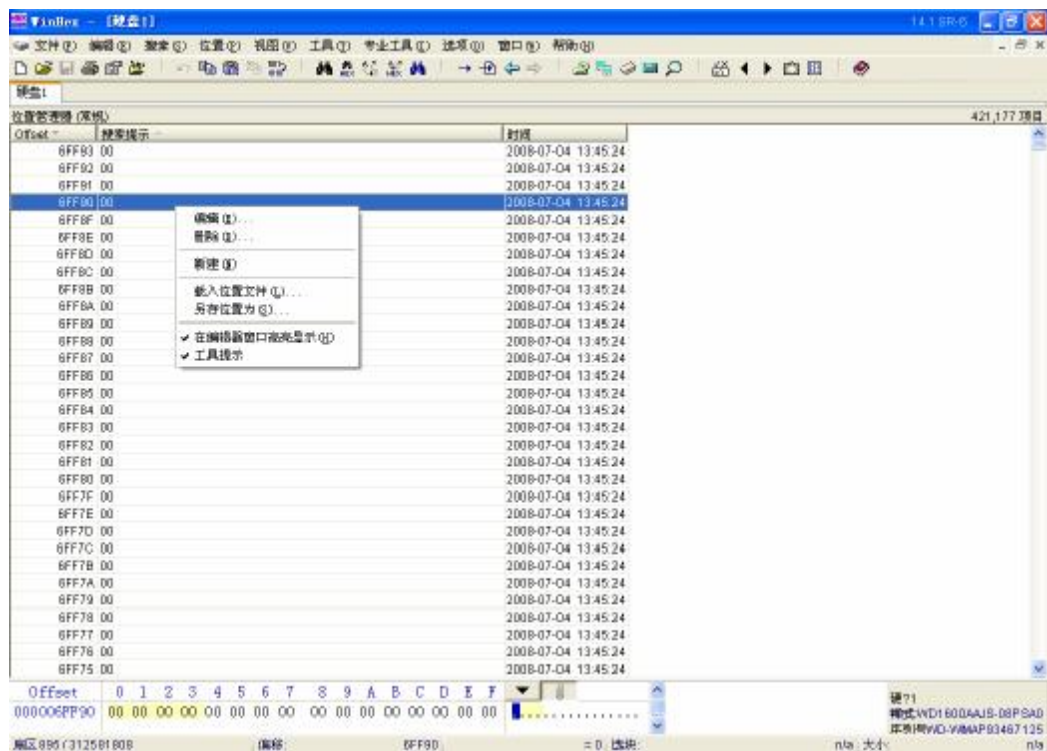 WinHex - [硬盘1]
14.1 SR-6
文件(F) 编辑(E) 搜索(S) 位置(P) 视图(V) 工具(T) 专业工具(I) 选项(O) 窗口(W) 帮助(H)
硬盘1
位置管理器 (常规)
421,177 项目
Offset 搜索提示 时间
6FF93 00 2008-07-04 13:45:24
6FF92 00 2008-07-04 13:45:24
6FF91 00 2008-07-04 13:45:24
6FF90 00 2008-07-04 13:45:24
6FF8F 00 2008-07-04 13:45:24
6FF8E 00 2008-07-04 13:45:24
6FF8D 00 2008-07-04 13:45:24
6FF8C 00 2008-07-04 13:45:24
6FF8B 00 2008-07-04 13:45:24
6FF8A 00 2008-07-04 13:45:24
6FF89 00 2008-07-04 13:45:24
6FF88 00 2008-07-04 13:45:24
6FF87 00 2008-07-04 13:45:24
6FF86 00 2008-07-04 13:45:24
6FF85 00 2008-07-04 13:45:24
6FF84 00 2008-07-04 13:45:24
6FF83 00 2008-07-04 13:45:24
6FF82 00 2008-07-04 13:45:24
6FF81 00 2008-07-04 13:45:24
6FF80 00 2008-07-04 13:45:24
6FF7F 00 2008-07-04 13:45:24
6FF7E 00 2008-07-04 13:45:24
6FF7D 00 2008-07-04 13:45:24
6FF7C 00 2008-07-04 13:45:24
6FF7B 00 2008-07-04 13:45:24
6FF7A 00 2008-07-04 13:45:24
6FF79 00 2008-07-04 13:45:24
6FF78 00 2008-07-04 13:45:24
6FF77 00 2008-07-04 13:45:24
6FF76 00 2008-07-04 13:45:24
6FF75 00 2008-07-04 13:45:24
编辑(E)...
删除(D)...
新建(N)
载入位置文件(L)....
另存位置为(S)...
在编辑器窗口高亮显示(H)
工具提示
Offset 0 1 2 3 4 5 6 7 8 9 A B C D E F
000006FF90 00 00 00 00 00 00 00 00 00 00 00 00 00 00 00 00
硬?1
模式:WD1600AAJS-08PSA0
序列号WD-WMAP93467125
扇区 895 / 312581808 偏移: 6FF90 = 0 选块: n/a 大小: n/a